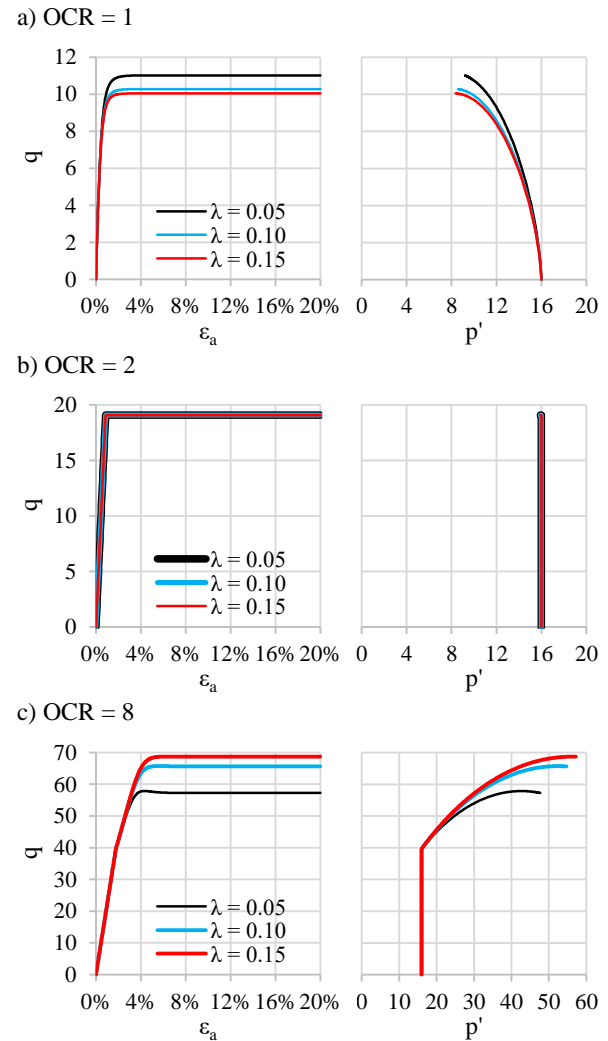 a) OCR = 1
12
10
8
6
4
2
0
q
λ = 0.05
λ = 0.10
λ = 0.15
0% 4% 8% 12% 16% 20%
εₐ
0 4 8 12 16 20
p'
b) OCR = 2
20
15
10
5
0
q
λ = 0.05
λ = 0.10
λ = 0.15
0% 4% 8% 12% 16% 20%
εₐ
0 4 8 12 16 20
p'
c) OCR = 8
70
60
50
40
30
20
10
0
q
λ = 0.05
λ = 0.10
λ = 0.15
0% 4% 8% 12% 16% 20%
εₐ
0 10 20 30 40 50 60
p'